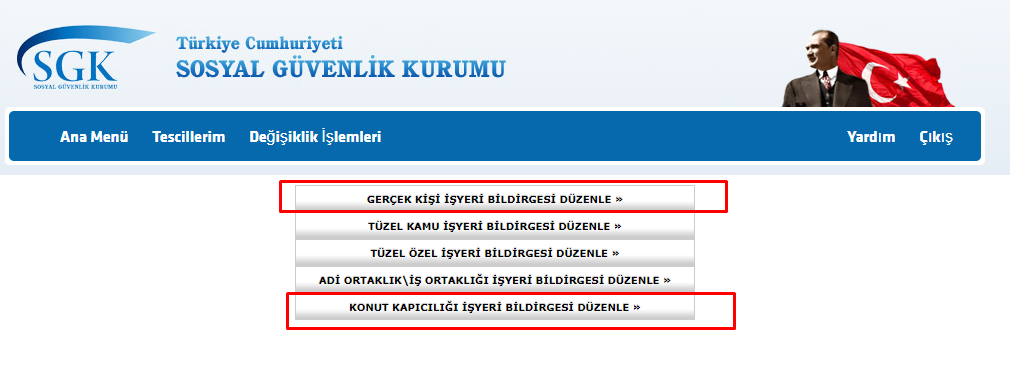 SGK
SOSYAL GÜVENLİK KURUMU
Türkiye Cumhuriyeti
SOSYAL GÜVENLİK KURUMU
Ana Menü Tescillerim Değişiklik İşlemleri Yardım Çıkış
GERÇEK KİŞİ İŞYERİ BİLDİRGESİ DÜZENLE »
TÜZEL KAMU İŞYERİ BİLDİRGESİ DÜZENLE »
TÜZEL ÖZEL İŞYERİ BİLDİRGESİ DÜZENLE »
ADİ ORTAKLIK\İŞ ORTAKLIĞI İŞYERİ BİLDİRGESİ DÜZENLE »
KONUT KAPICILIĞI İŞYERİ BİLDİRGESİ DÜZENLE »